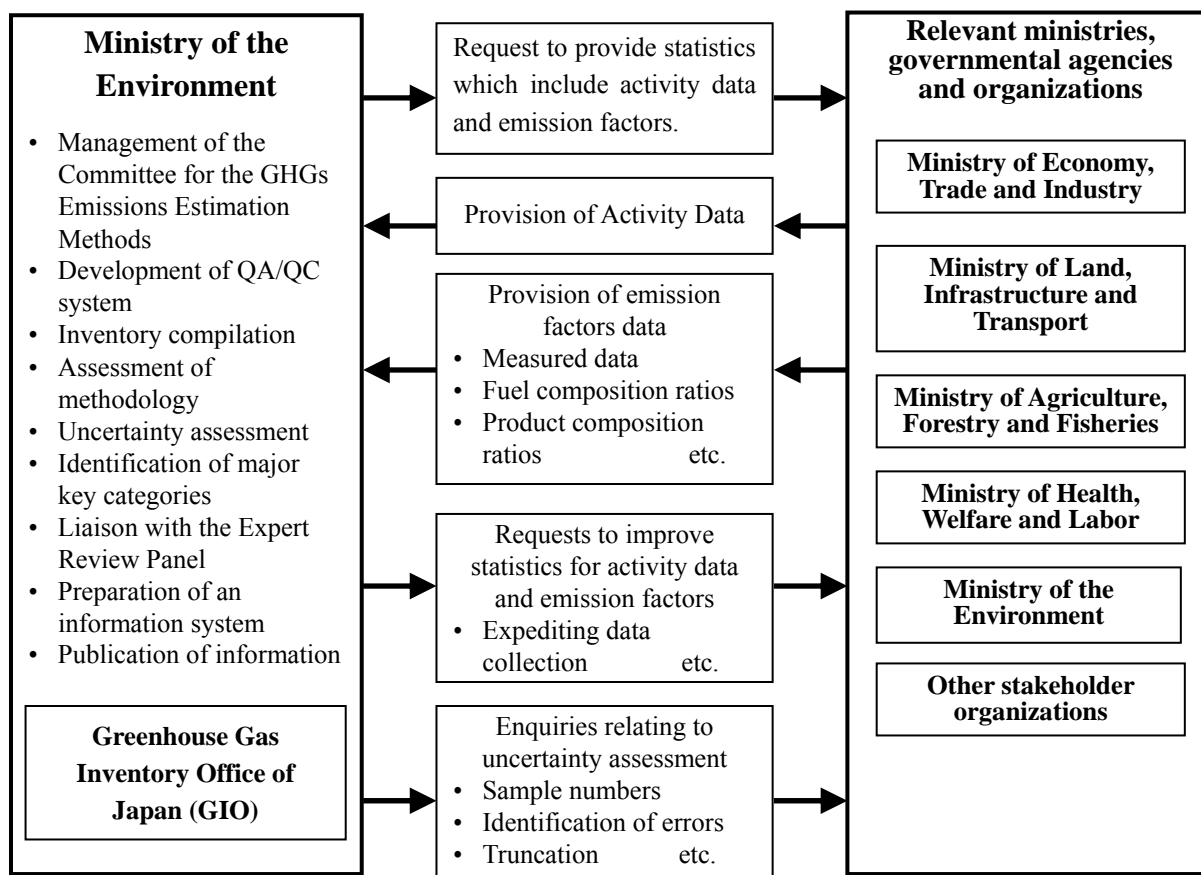 Ministry of the
Environment
• Management of the
Committee for the GHGs
Emissions Estimation
Methods
• Development of QA/QC
system
• Inventory compilation
• Assessment of
methodology
• Uncertainty assessment
• Identification of major
key categories
• Liaison with the Expert
Review Panel
• Preparation of an
information system
• Publication of information
Greenhouse Gas
Inventory Office of
Japan (GIO)
Request to provide statistics
which include activity data
and emission factors.
Provision of Activity Data
Provision of emission
factors data
• Measured data
• Fuel composition ratios
• Product composition
ratios etc.
Requests to improve
statistics for activity data
and emission factors
• Expediting data
collection etc.
Enquiries relating to
uncertainty assessment
• Sample numbers
• Identification of errors
• Truncation etc.
Relevant ministries,
governmental agencies
and organizations
Ministry of Economy,
Trade and Industry
Ministry of Land,
Infrastructure and
Transport
Ministry of Agriculture,
Forestry and Fisheries
Ministry of Health,
Welfare and Labor
Ministry of the
Environment
Other stakeholder
organizations